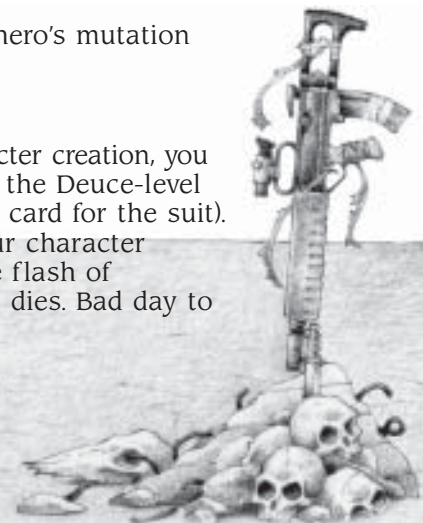 hero’s mutation
cter creation, you
the Deuce-level
card for the suit).
ur character
e flash of
dies. Bad day to